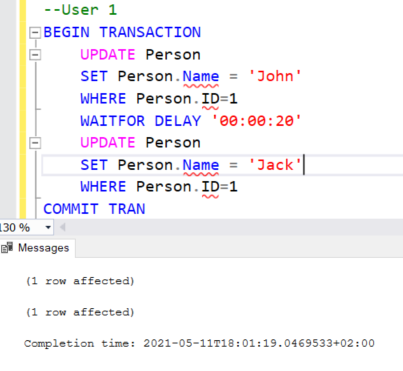 --User 1
BEGIN TRANSACTION
UPDATE Person
SET Person.Name = 'John'
WHERE Person.ID=1
WAITFOR DELAY '00:00:20'
UPDATE Person
SET Person.Name = 'Jack'
WHERE Person.ID=1
COMMIT TRAN
130 %
Messages
(1 row affected)
(1 row affected)
Completion time: 2021-05-11T18:01:19.0469533+02:00